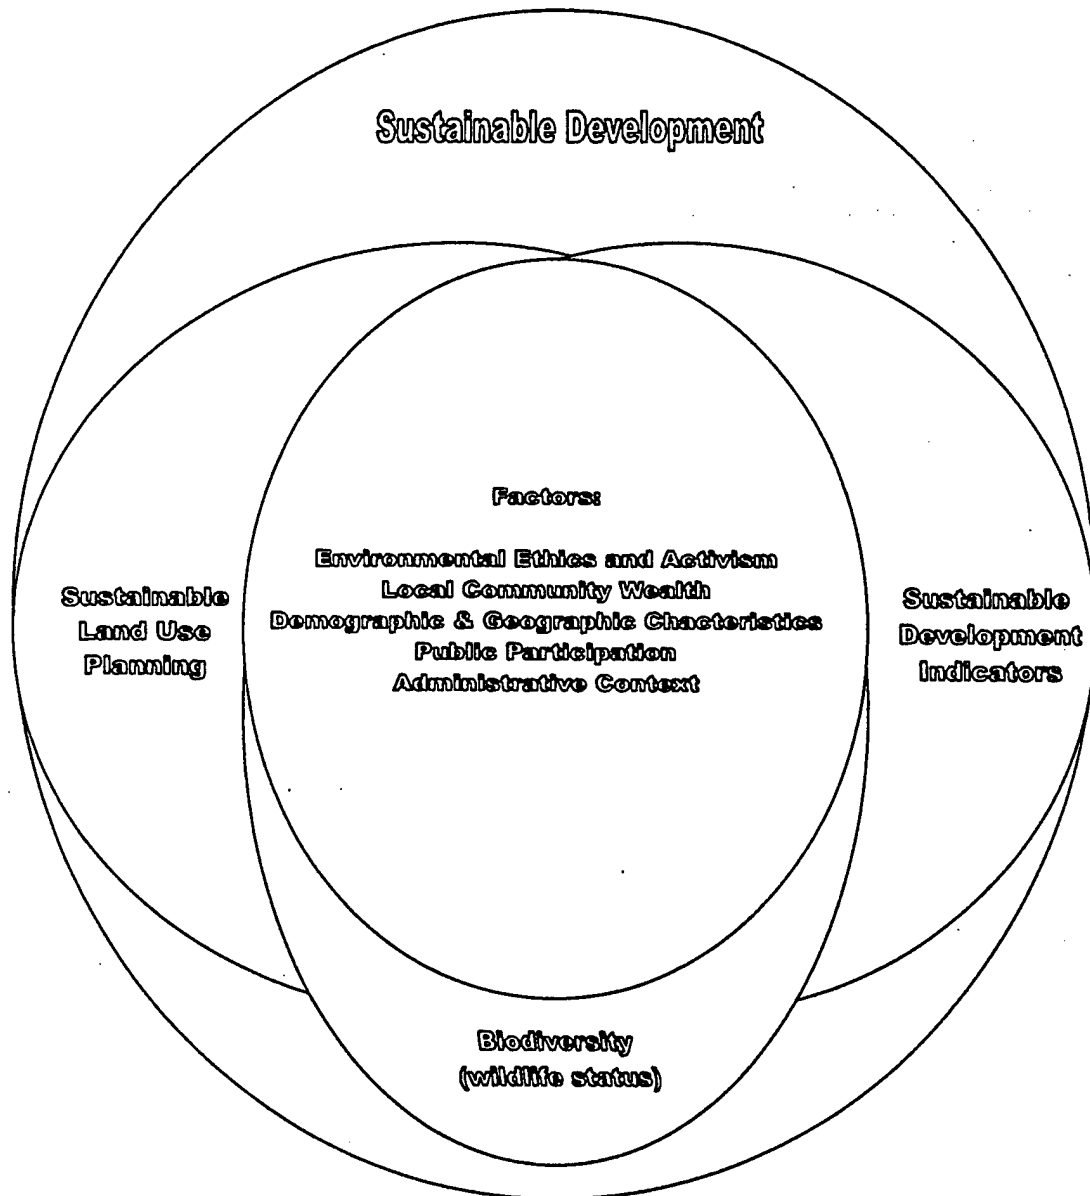 Sustainable Development
Factors:
Environmental Ethics and Activism
Local Community Wealth
Demographic & Geographic Chacteristics
Public Participation
Administrative Context
Sustainable
Land Use
Planning
Sustainable
Development
Indicators
Biodiversity
(wildlife status)